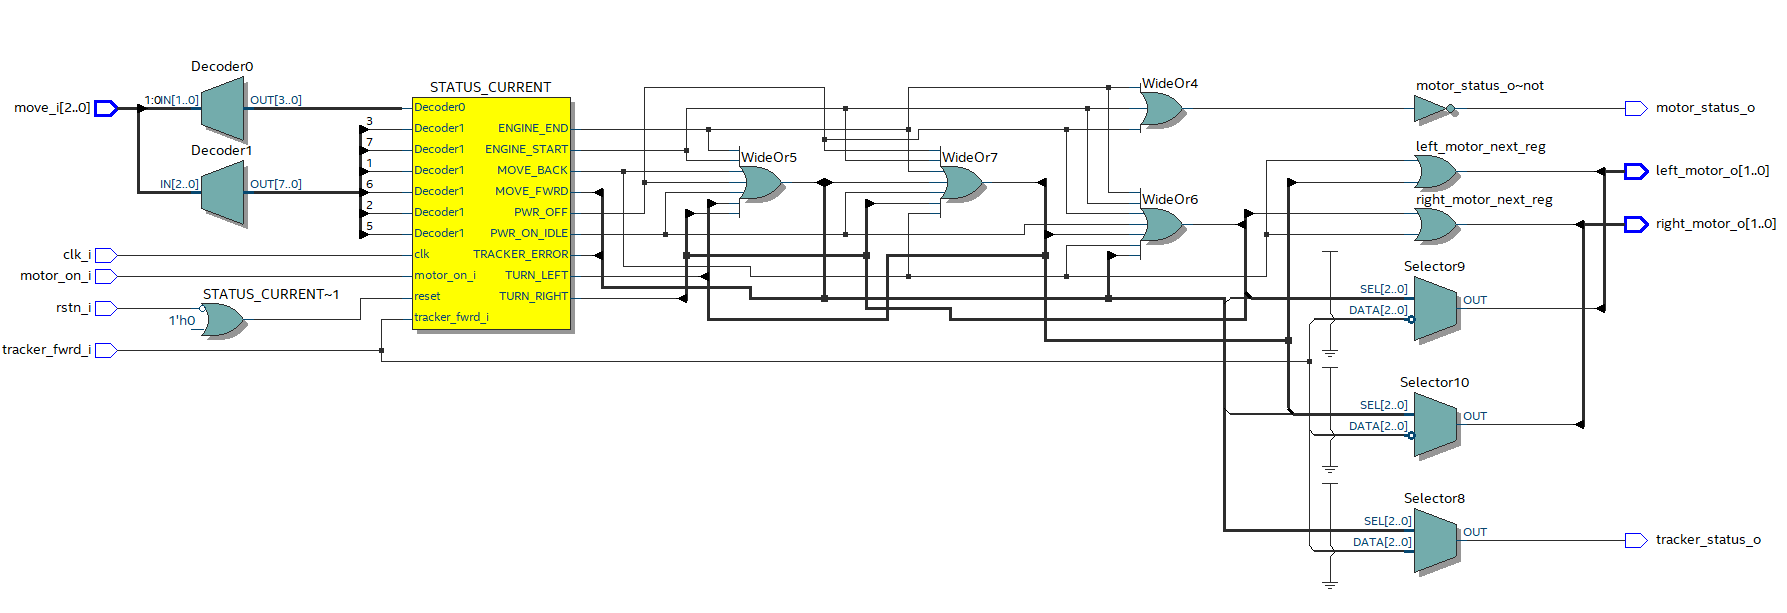 Decoder0
move_i[2..0]
1:0
IN[1..0]
OUT[3..0]
Decoder1
IN[2..0]
OUT[7..0]
3
7
1
6
2
5
clk_i
motor_on_i
rstn_i
STATUS_CURRENT~1
1'h0
tracker_fwrd_i
STATUS_CURRENT
Decoder0
Decoder1
ENGINE_END
Decoder1
ENGINE_START
Decoder1
MOVE_BACK
Decoder1
MOVE_FWRD
Decoder1
PWR_OFF
Decoder1
PWR_ON_IDLE
clk
TRACKER_ERROR
motor_on_i
TURN_LEFT
reset
TURN_RIGHT
tracker_fwrd_i
WideOr5
WideOr7
WideOr4
WideOr6
motor_status_o~not
motor_status_o
left_motor_next_reg
left_motor_o[1..0]
right_motor_next_reg
right_motor_o[1..0]
Selector9
SEL[2..0]
DATA[2..0]
OUT
Selector10
SEL[2..0]
DATA[2..0]
OUT
Selector8
SEL[2..0]
DATA[2..0]
OUT
tracker_status_o